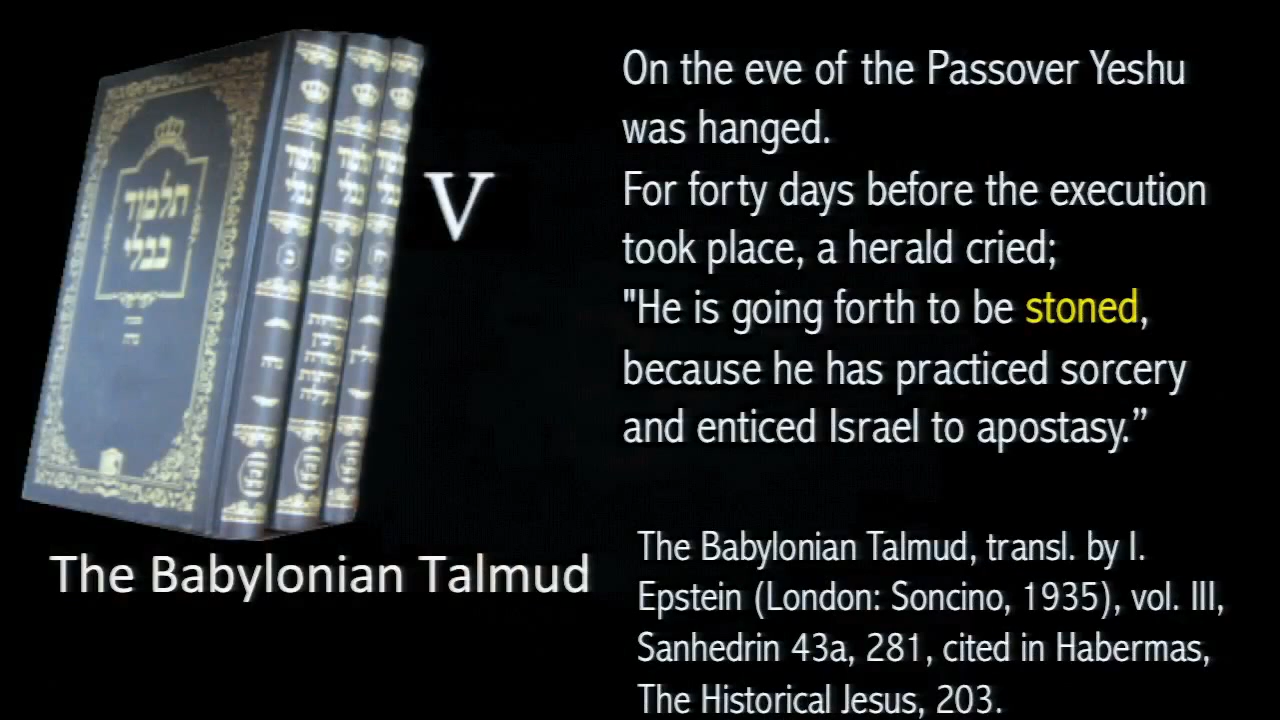 תלמוד
בבלי
V
The Babylonian Talmud
On the eve of the Passover Yeshu
was hanged.
For forty days before the execution
took place, a herald cried;
"He is going forth to be stoned,
because he has practiced sorcery
and enticed Israel to apostasy.”
The Babylonian Talmud, transl. by I.
Epstein (London: Soncino, 1935), vol. III,
Sanhedrin 43a, 281, cited in Habermas,
The Historical Jesus, 203.